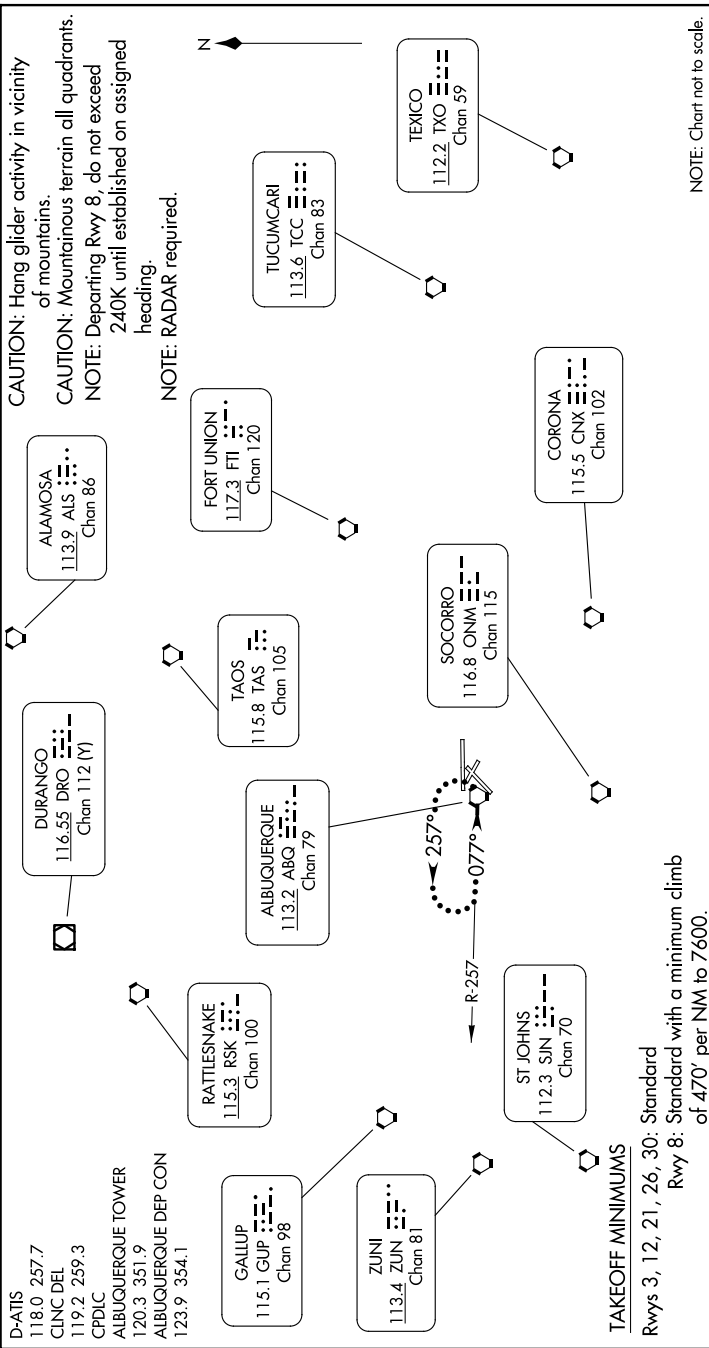 D-ATIS
118.0 257.7
CLNC DEL
119.2 259.3
CPDLC
ALBUQUERQUE TOWER
120.3 351.9
ALBUQUERQUE DEP CON
123.9 354.1
CAUTION: Hang glider activity in vicinity
of mountains.
CAUTION: Mountainous terrain all quadrants.
NOTE: Departing Rwy 8, do not exceed
240K until established on assigned
heading.
NOTE: RADAR required.
N
DURANGO
116.55 DRO
Chan 112 (Y)
ALAMOSA
113.9 ALS
Chan 86
RATTLESNAKE
115.3 RSK
Chan 100
TAOS
115.8 TAS
Chan 105
FORT UNION
117.3 FTI
Chan 120
TUCUMCARI
113.6 TCC
Chan 83
GALLUP
115.1 GUP
Chan 98
ALBUQUERQUE
113.2 ABQ
Chan 79
TEXICO
112.2 TXO
Chan 59
ZUNI
113.4 ZUN
Chan 81
257°
077°
R-257
SOCORRO
116.8 ONM
Chan 115
CORONA
115.5 CNX
Chan 102
ST JOHNS
112.3 SJN
Chan 70
TAKEOFF MINIMUMS
Rwys 3, 12, 21, 26, 30: Standard
Rwy 8: Standard with a minimum climb
of 470' per NM to 7600.
NOTE: Chart not to scale.